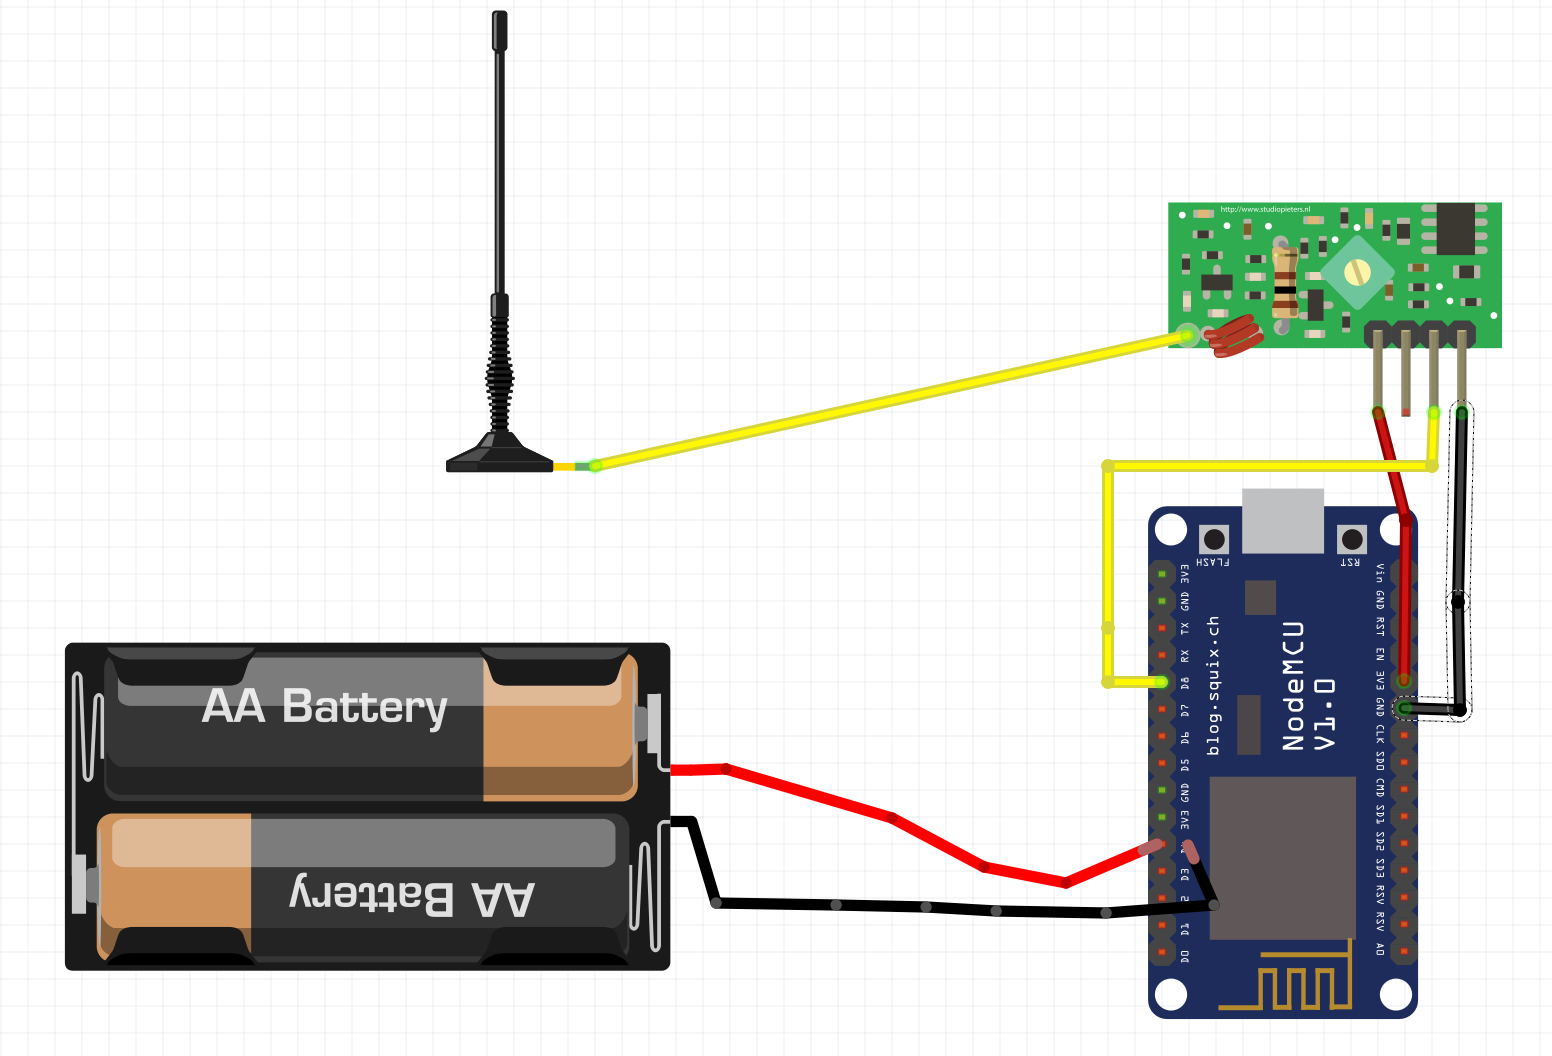 http://www.studiopieters.nl
AA Battery
AA Battery
FLASH
RST
3V3
GND
TX
RX
D8
D7
D6
D5
GND
3V3
D3
D1
D0
blog.squix.ch
NodeMCU
V1.0
Vin
GND
RST
EN
3V3
GND
CLK
SD0
CMD
SD1
SD2
SD3
RSV
RSV
A0